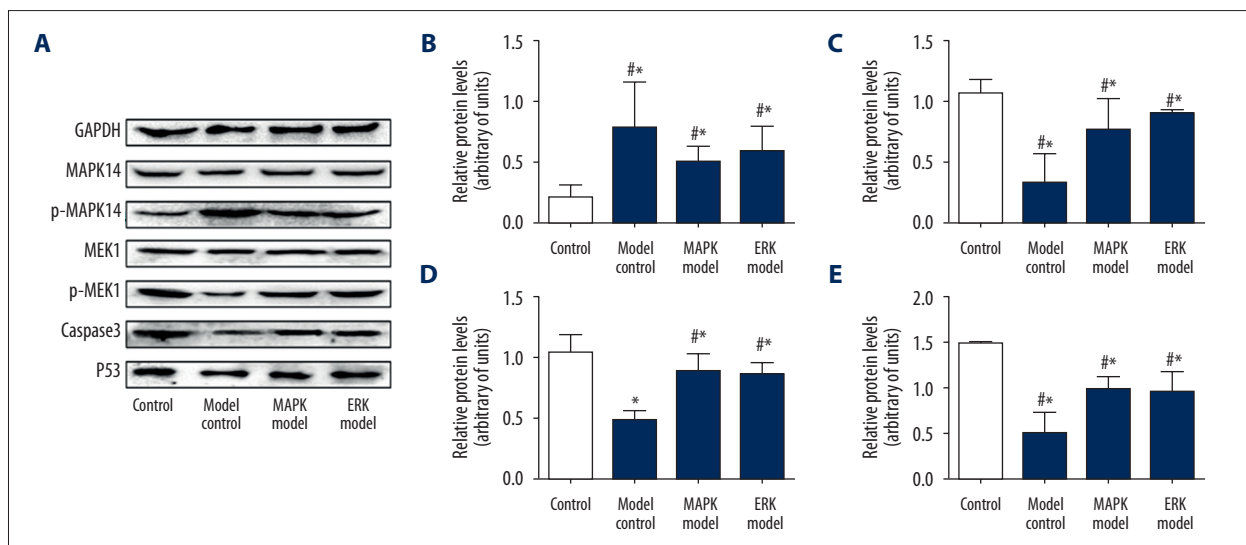 A
GAPDH
MAPK14
p-MAPK14
MEK1
p-MEK1
Caspase3
P53
Control
Model
control
MAPK
model
ERK
model
B
Relative protein levels
(arbitrary of units)
1.5
1.0
0.5
0.0
#*
#*
#*
Control
Model
control
MAPK
model
ERK
model
C
Relative protein levels
(arbitrary of units)
1.5
1.0
0.5
0.0
#*
#*
#*
Control
Model
control
MAPK
model
ERK
model
D
Relative protein levels
(arbitrary of units)
1.5
1.0
0.5
0.0
*
#*
#*
Control
Model
control
MAPK
model
ERK
model
E
Relative protein levels
(arbitrary of units)
2.0
1.5
1.0
0.5
0.0
#*
#*
#*
Control
Model
control
MAPK
model
ERK
model